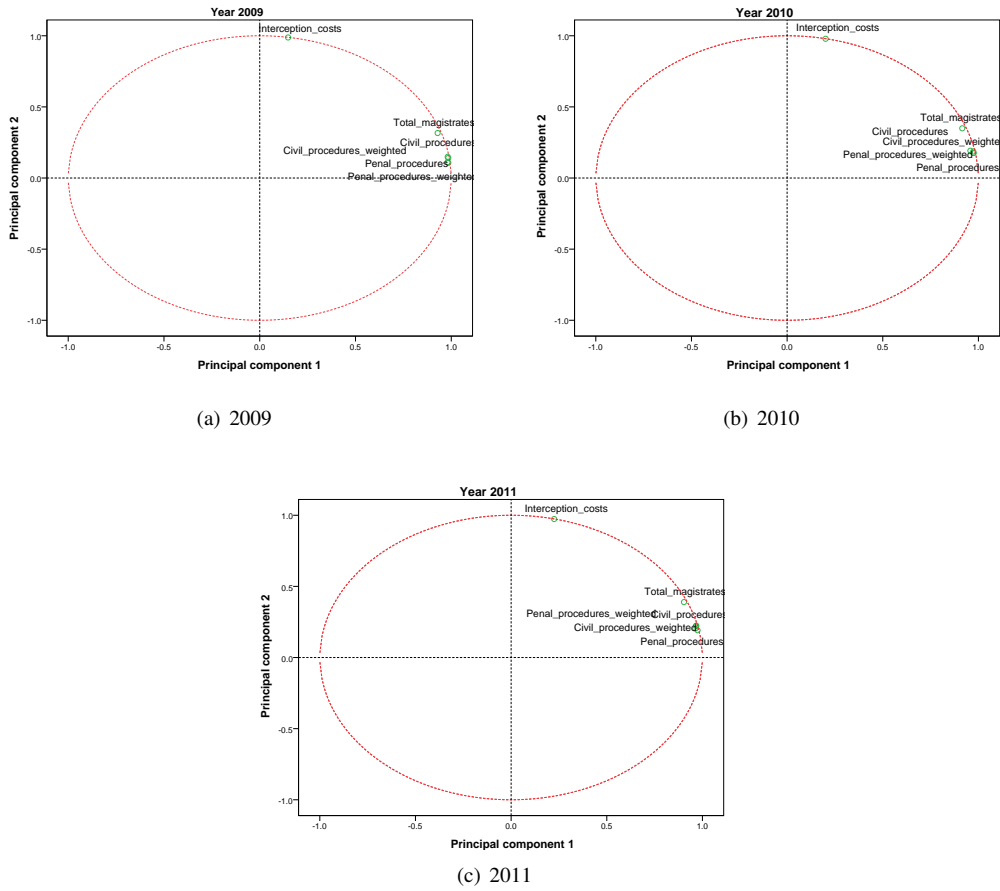 Year 2009
Interception_costs
1.0
0.5
Total_magistrates
Civil_procedures
Civil_procedures_weighted
Penal_procedures
Penal_procedures_weighte
0.0
-0.5
-1.0
Principal component 2
-1.0 -0.5 0.0 0.5 1.0
Principal component 1
(a) 2009
Year 2010
Interception_costs
1.0
0.5
Total_magistrates
Civil_procedures
Civil_procedures_weighte
Penal_procedures_weighted
Penal_procedures
0.0
-0.5
-1.0
Principal component 2
-1.0 -0.5 0.0 0.5 1.0
Principal component 1
(b) 2010
Year 2011
Interception_costs
1.0
0.5
Total_magistrates
Penal_procedures_weighted
Civil_procedures
Civil_procedures_weighted
Penal_procedures
0.0
-0.5
-1.0
Principal component 2
-1.0 -0.5 0.0 0.5 1.0
Principal component 1
(c) 2011